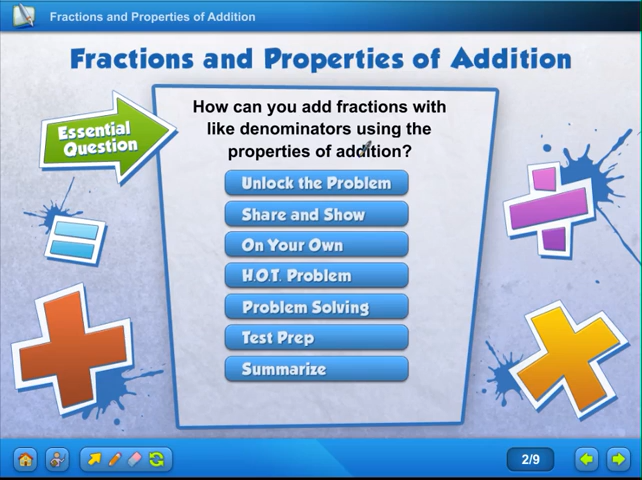 Fractions and Properties of Addition
Fractions and Properties of Addition
Essential
Question
How can you add fractions with
like denominators using the
properties of addition?
Unlock the Problem
Share and Show
On Your Own
H.O.T. Problem
Problem Solving
Test Prep
Summarize
2/9